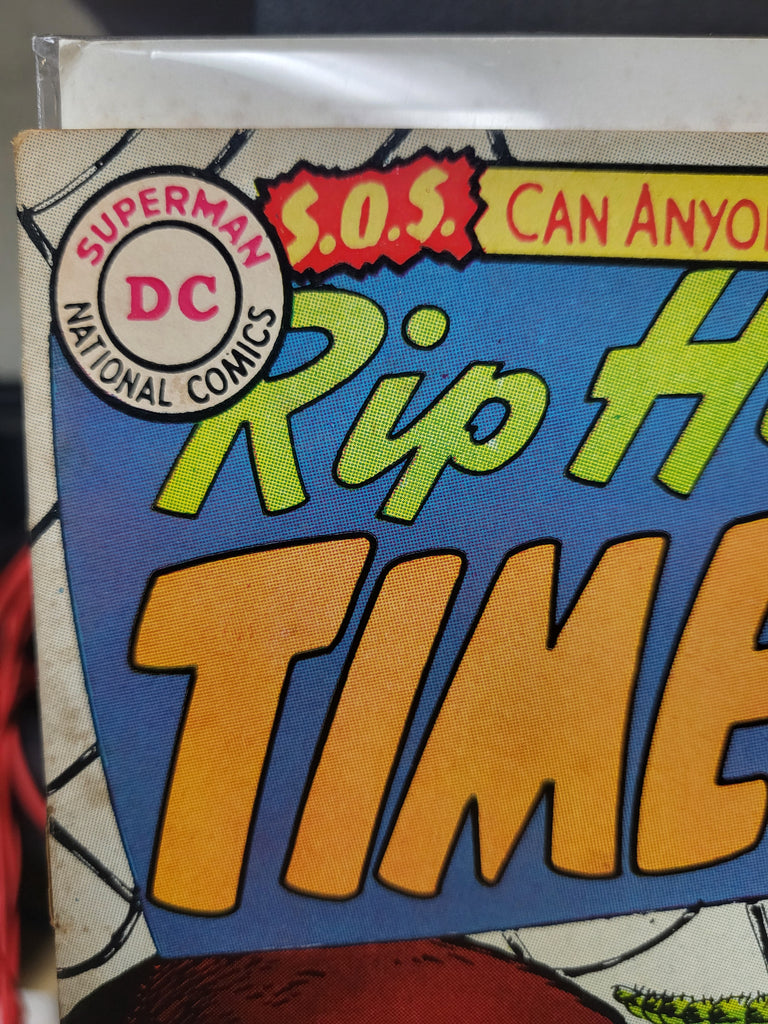 SUPERMAN
DC
NATIONAL COMICS
S.O.S. CAN ANYO
Rip H
TIME